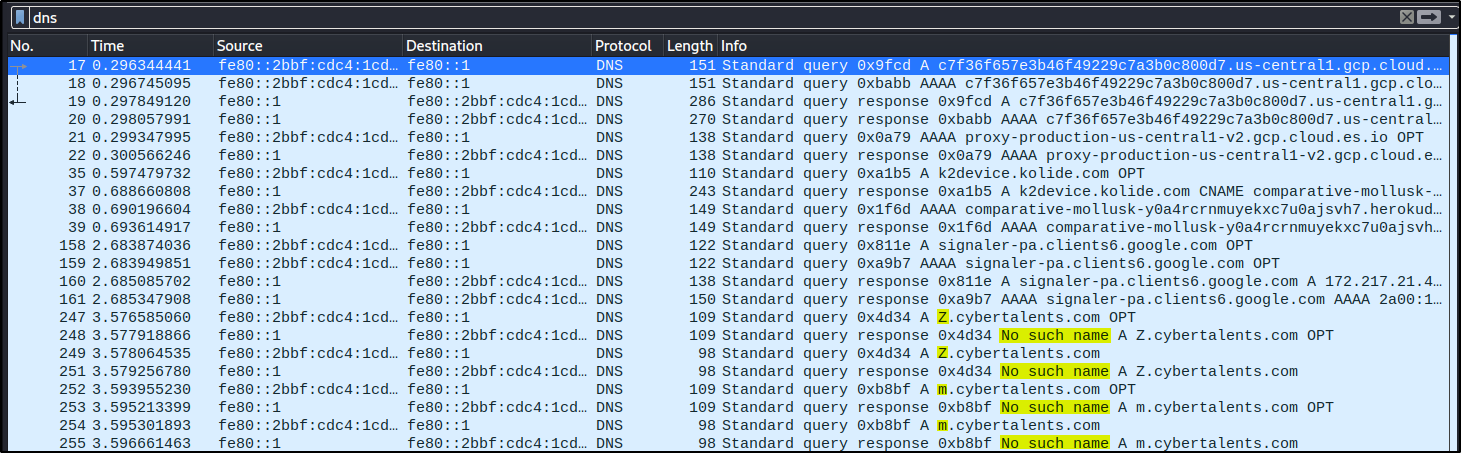 dns
No. Time Source Destination Protocol Length Info
17 0.296344441 fe80::2bbf:cdc4:1cd… fe80::1 DNS 151 Standard query 0x9fcd A c7f36f657e3b46f49229c7a3b0c800d7.us-central1.gcp.cloud.…
18 0.296745095 fe80::2bbf:cdc4:1cd… fe80::1 DNS 151 Standard query 0xbabb AAAA c7f36f657e3b46f49229c7a3b0c800d7.us-central1.gcp.clo…
19 0.297849120 fe80::1 fe80::2bbf:cdc4:1cd… DNS 286 Standard query response 0x9fcd A c7f36f657e3b46f49229c7a3b0c800d7.us-central1.g…
20 0.298057991 fe80::1 fe80::2bbf:cdc4:1cd… DNS 270 Standard query response 0xbabb AAAA c7f36f657e3b46f49229c7a3b0c800d7.us-central…
21 0.299347995 fe80::2bbf:cdc4:1cd… fe80::1 DNS 138 Standard query 0x0a79 AAAA proxy-production-us-central1-v2.gcp.cloud.es.io OPT
22 0.300566246 fe80::1 fe80::2bbf:cdc4:1cd… DNS 138 Standard query response 0x0a79 AAAA proxy-production-us-central1-v2.gcp.cloud.e…
35 0.597479732 fe80::2bbf:cdc4:1cd… fe80::1 DNS 110 Standard query 0xa1b5 A k2device.kolide.com OPT
37 0.688660808 fe80::1 fe80::2bbf:cdc4:1cd… DNS 243 Standard query response 0xa1b5 A k2device.kolide.com CNAME comparative-mollusk-…
38 0.690196604 fe80::2bbf:cdc4:1cd… fe80::1 DNS 149 Standard query 0x1f6d AAAA comparative-mollusk-y0a4rcrnmuyekxc7u0ajsvh7.herokud…
39 0.693614917 fe80::1 fe80::2bbf:cdc4:1cd… DNS 149 Standard query response 0x1f6d AAAA comparative-mollusk-y0a4rcrnmuyekxc7u0ajsvh…
158 2.683874036 fe80::2bbf:cdc4:1cd… fe80::1 DNS 122 Standard query 0x811e A signaler-pa.clients6.google.com OPT
159 2.683949851 fe80::2bbf:cdc4:1cd… fe80::1 DNS 122 Standard query 0xa9b7 AAAA signaler-pa.clients6.google.com OPT
160 2.685085702 fe80::1 fe80::2bbf:cdc4:1cd… DNS 138 Standard query response 0x811e A signaler-pa.clients6.google.com A 172.217.21.4…
161 2.685347908 fe80::1 fe80::2bbf:cdc4:1cd… DNS 150 Standard query response 0xa9b7 AAAA signaler-pa.clients6.google.com AAAA 2a00:1…
247 3.576585060 fe80::2bbf:cdc4:1cd… fe80::1 DNS 109 Standard query 0x4d34 A Z.cybertalents.com OPT
248 3.577918866 fe80::1 fe80::2bbf:cdc4:1cd… DNS 109 Standard query response 0x4d34 No such name A Z.cybertalents.com OPT
249 3.578064535 fe80::2bbf:cdc4:1cd… fe80::1 DNS 98 Standard query 0x4d34 A Z.cybertalents.com
251 3.579256780 fe80::1 fe80::2bbf:cdc4:1cd… DNS 98 Standard query response 0x4d34 No such name A Z.cybertalents.com
252 3.593955230 fe80::2bbf:cdc4:1cd… fe80::1 DNS 109 Standard query 0xb8bf A m.cybertalents.com OPT
253 3.595213399 fe80::1 fe80::2bbf:cdc4:1cd… DNS 109 Standard query response 0xb8bf No such name A m.cybertalents.com OPT
254 3.595301893 fe80::2bbf:cdc4:1cd… fe80::1 DNS 98 Standard query 0xb8bf A m.cybertalents.com
255 3.596661463 fe80::1 fe80::2bbf:cdc4:1cd… DNS 98 Standard query response 0xb8bf No such name A m.cybertalents.com